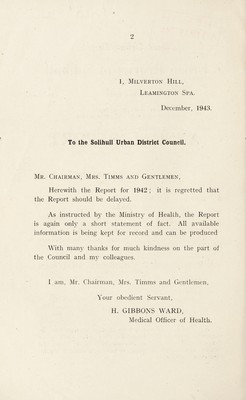 2
1, Milverton Hill,
Leamington Spa.
December, 1943.
To the Solihull Urban District Council.
Mr. Chairman, Mrs. Timms and Gentlemen,
Herewith the Report for 1942; it is regretted that
the Report should be delayed.
As instructed by the Ministry of Health, the Report
is again only a short statement of fact. All available
information is being kept for record and can be produced
With many thanks for much kindness on the part of
the Council and my colleagues.
I am, Mr. Chairman, Mrs. Timms and Gentlemen,
Your obedient Servant,
H. GIBBONS WARD,
Medical Officer of Health.